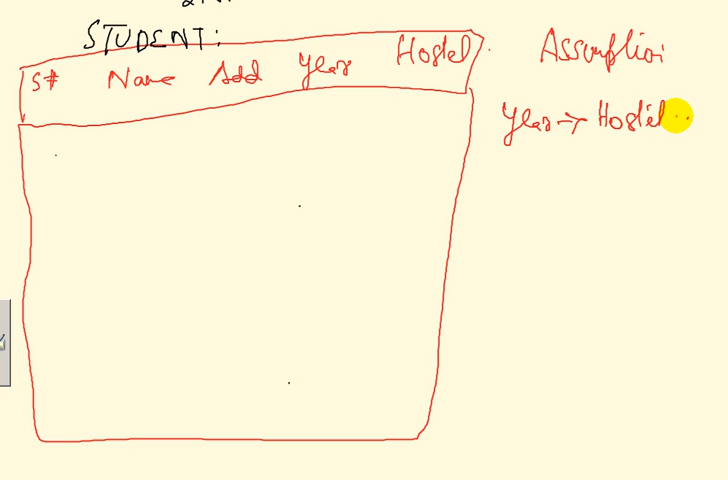 STUDENT:
S# Name Add Year Hostel
Assumption
Year → Hostel